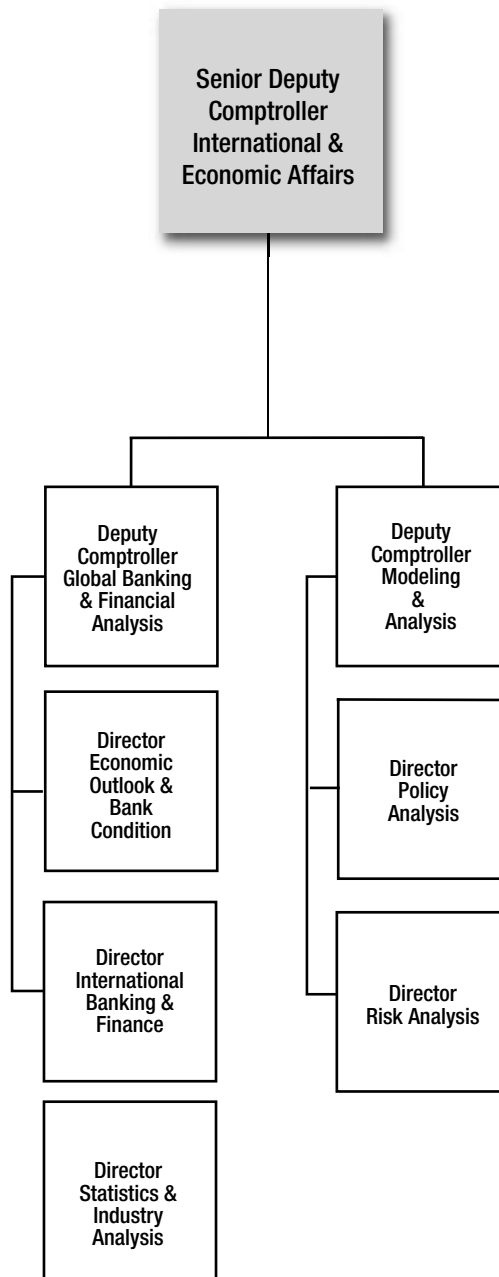 Senior Deputy
Comptroller
International &
Economic Affairs
Deputy
Comptroller
Global Banking
& Financial
Analysis
Director
Economic
Outlook &
Bank
Condition
Director
International
Banking &
Finance
Director
Statistics &
Industry
Analysis
Deputy
Comptroller
Modeling
&
Analysis
Director
Policy
Analysis
Director
Risk Analysis